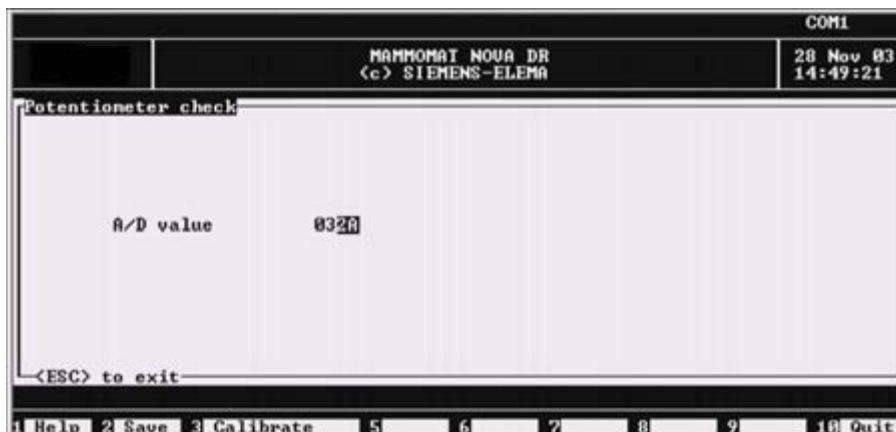 COM1
MAMMOMAT NOVA DR
28 Nov 03
(c) SIEMENS-ELEMA
14:49:21
Potentiometer check
A/D value 032A
<ESC> to exit
1 Help 2 Save 3 Calibrate 5 6 7 8 9 10 Quit